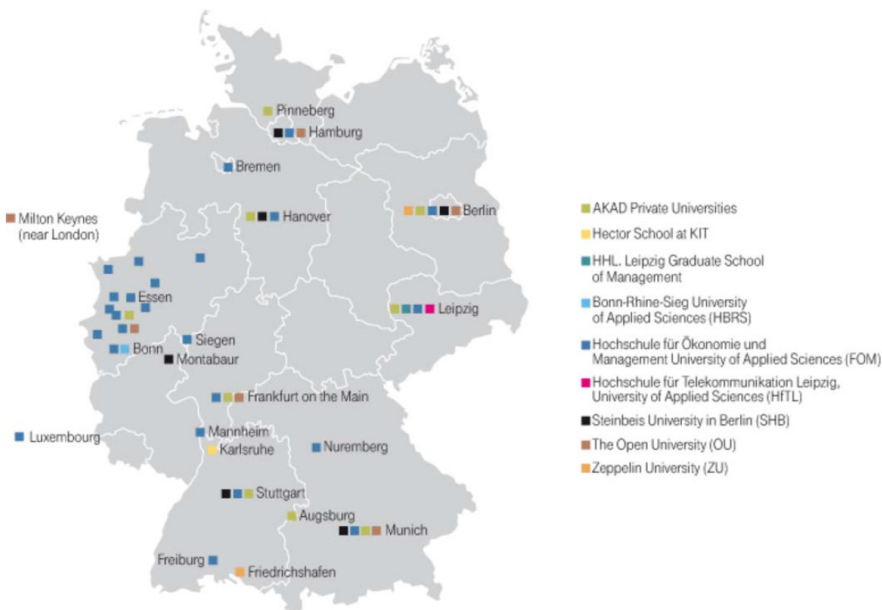 Pinneberg
Hamburg
Bremen
Milton Keynes
(near London)
Hanover
Berlin
Essen
Leipzig
Siegen
Bonn
Montabaur
Frankfurt on the Main
Luxembourg
Mannheim
Karlsruhe
Nuremberg
Stuttgart
Augsburg
Munich
Freiburg
Friedrichshafen
AKAD Private Universities
Hector School at KIT
HHL. Leipzig Graduate School
of Management
Bonn-Rhine-Sieg University
of Applied Sciences (HBRS)
Hochschule für Ökonomie und
Management University of Applied Sciences (FOM)
Hochschule für Telekommunikation Leipzig,
University of Applied Sciences (HfTL)
Steinbeis University in Berlin (SHB)
The Open University (OU)
Zeppelin University (ZU)